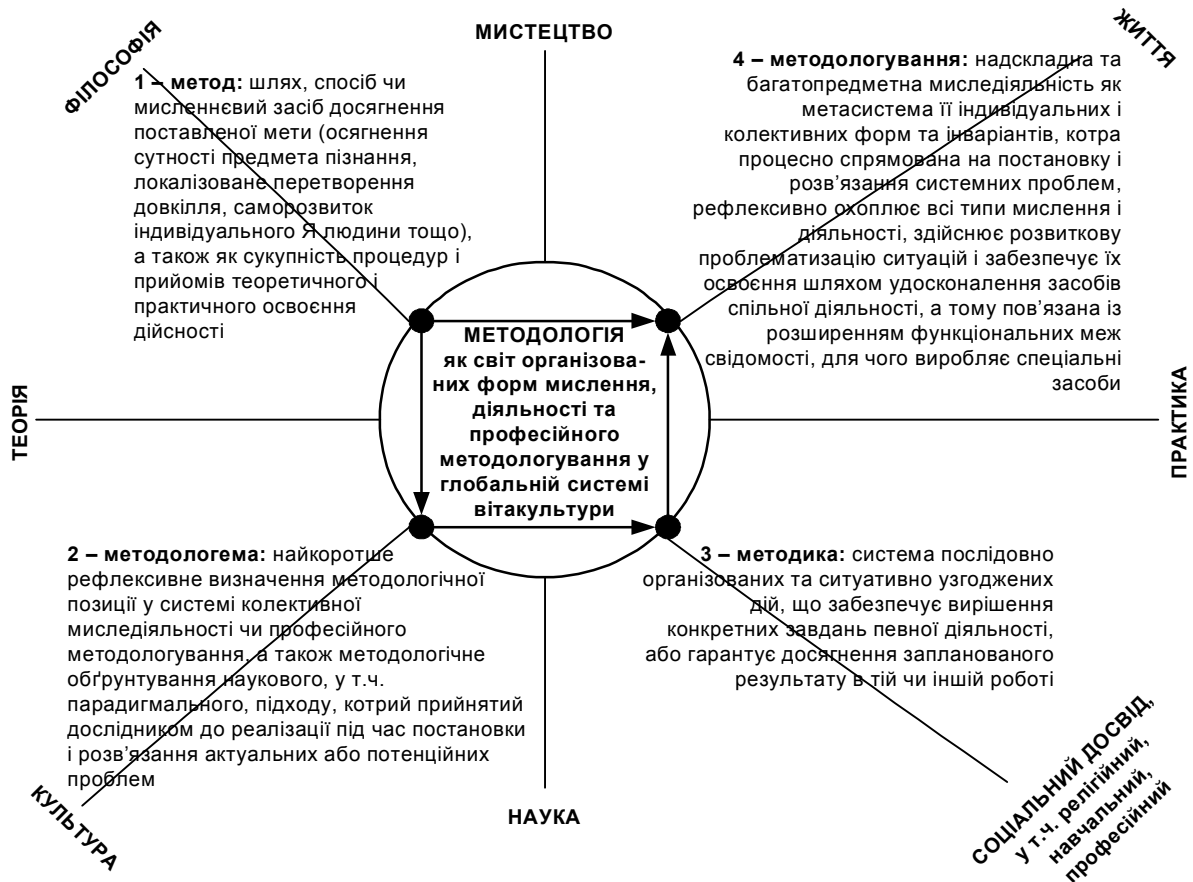 МИСТЕЦТВО
ФІЛОСОФІЯ
ЖИТТЯ
1 – метод: шлях, спосіб чи
мисленнєвий засіб досягнення
поставленої мети (осягнення
сутності предмета пізнання,
локалізоване перетворення
довкілля, саморозвиток
індивідуального Я людини тощо),
а також як сукупність процедур і
прийомів теоретичного і
практичного освоєння
дійсності
4 – методологування: надскладна та
багатопредметна миследіяльність як
метасистема її індивідуальних і
колективних форм та інваріантів, котра
процесно спрямована на постановку і
розв'язання системних проблем,
рефлексивно охоплює всі типи мислення і
діяльності, здійснює розвиткову
проблематизацію ситуацій і забезпечує їх
освоєння шляхом удосконалення засобів
спільної діяльності, а тому пов’язана із
розширенням функціональних меж
свідомості, для чого виробляє спеціальні
засоби
МЕТОДОЛОГІЯ
як світ організова-
них форм мислення,
діяльності та
професійного
методологування у
глобальній системі
вітакультури
ТЕОРІЯ
ПРАКТИКА
2 – методологема: найкоротше
рефлексивне визначення методологічної
позиції у системі колективної
миследіяльності чи професійного
методологування, а також методологічне
обґрунтування наукового, у т.ч.
парадигмального, підходу, котрий прийнятий
дослідником до реалізації під час постановки
і розв’язання актуальних або потенційних
проблем
3 – методика: система послідовно
організованих та ситуативно узгоджених
дій, що забезпечує вирішення
конкретних завдань певної діяльності,
або гарантує досягнення запланованого
результату в тій чи іншій роботі
КУЛЬТУРА
НАУКА
СОЦІАЛЬНИЙ ДОСВІД,
у т.ч. релігійний,
навчальний,
професійний